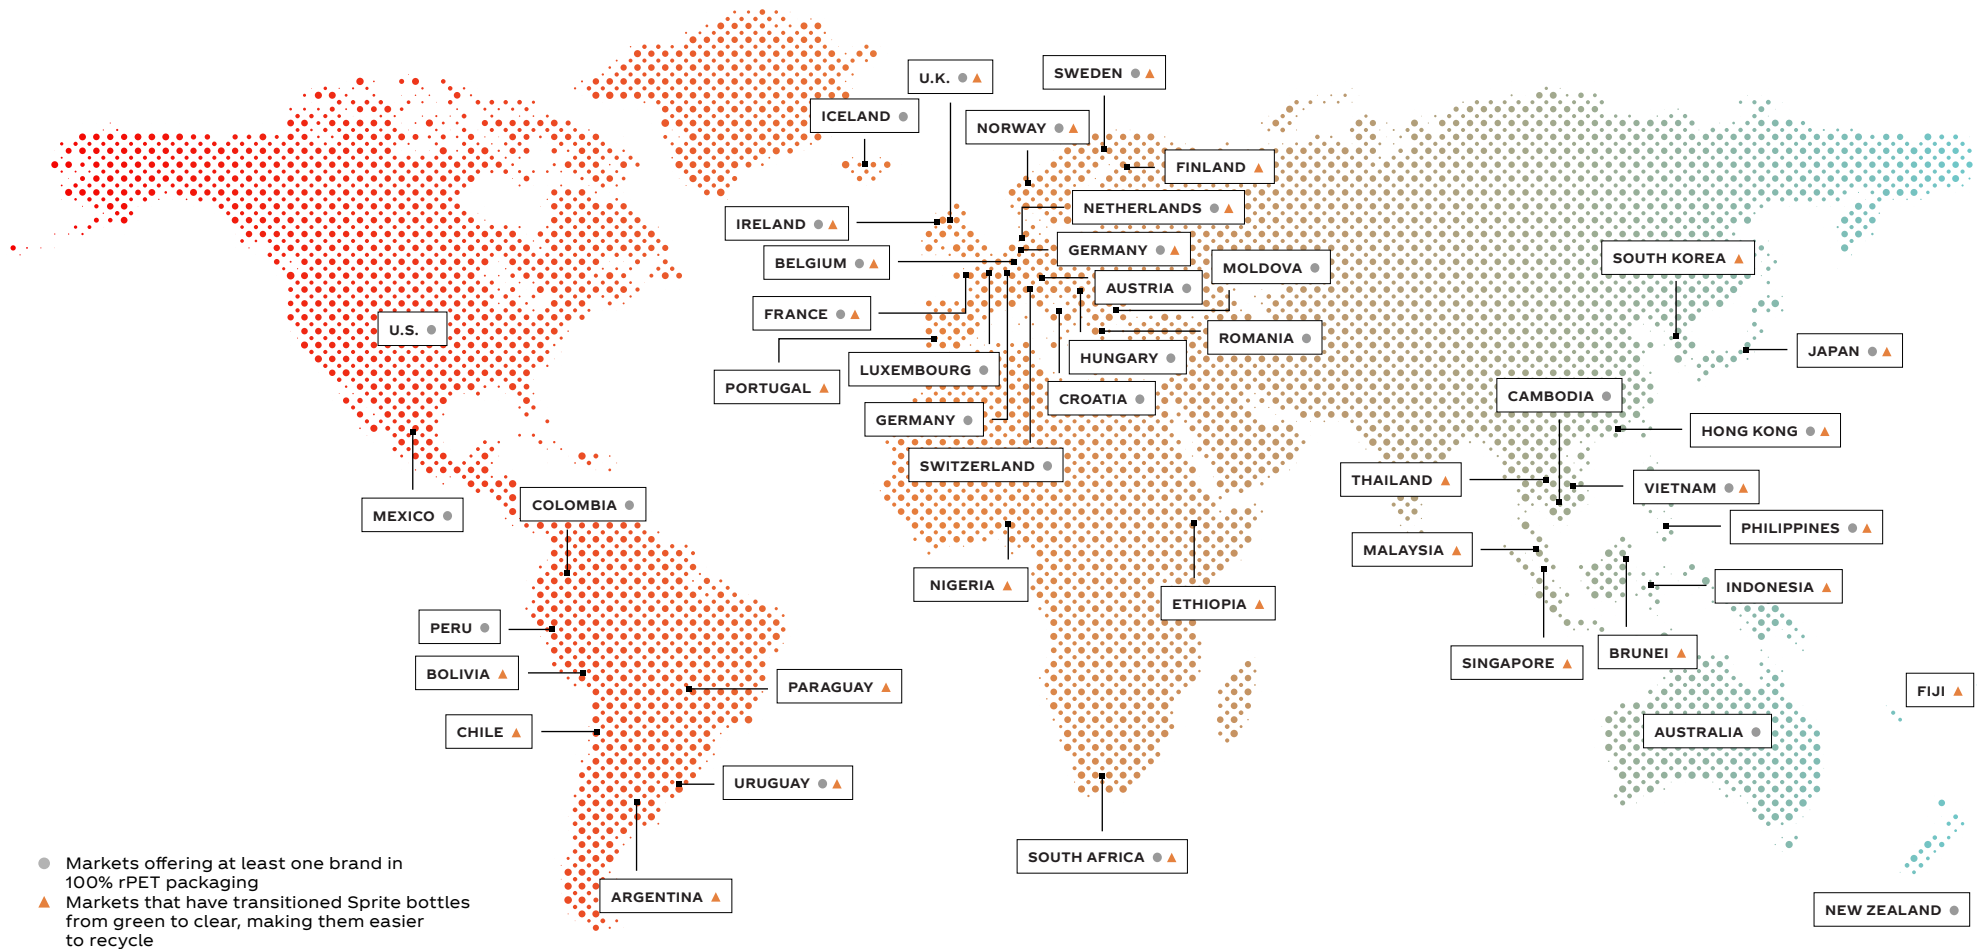 U.K.
SWEDEN
ICELAND
NORWAY
FINLAND
NETHERLANDS
IRELAND
GERMANY
BELGIUM
MOLDOVA
SOUTH KOREA
AUSTRIA
FRANCE
U.S.
ROMANIA
HUNGARY
JAPAN
LUXEMBOURG
PORTUGAL
CROATIA
CAMBODIA
GERMANY
HONG KONG
SWITZERLAND
THAILAND
VIETNAM
MEXICO
COLOMBIA
PHILIPPINES
MALAYSIA
NIGERIA
ETHIOPIA
INDONESIA
PERU
SINGAPORE
BRUNEI
BOLIVIA
PARAGUAY
FIJI
CHILE
AUSTRALIA
URUGUAY
SOUTH AFRICA
ARGENTINA
NEW ZEALAND
Markets offering at least one brand in
100% rPET packaging
Markets that have transitioned Sprite bottles
from green to clear, making them easier
to recycle